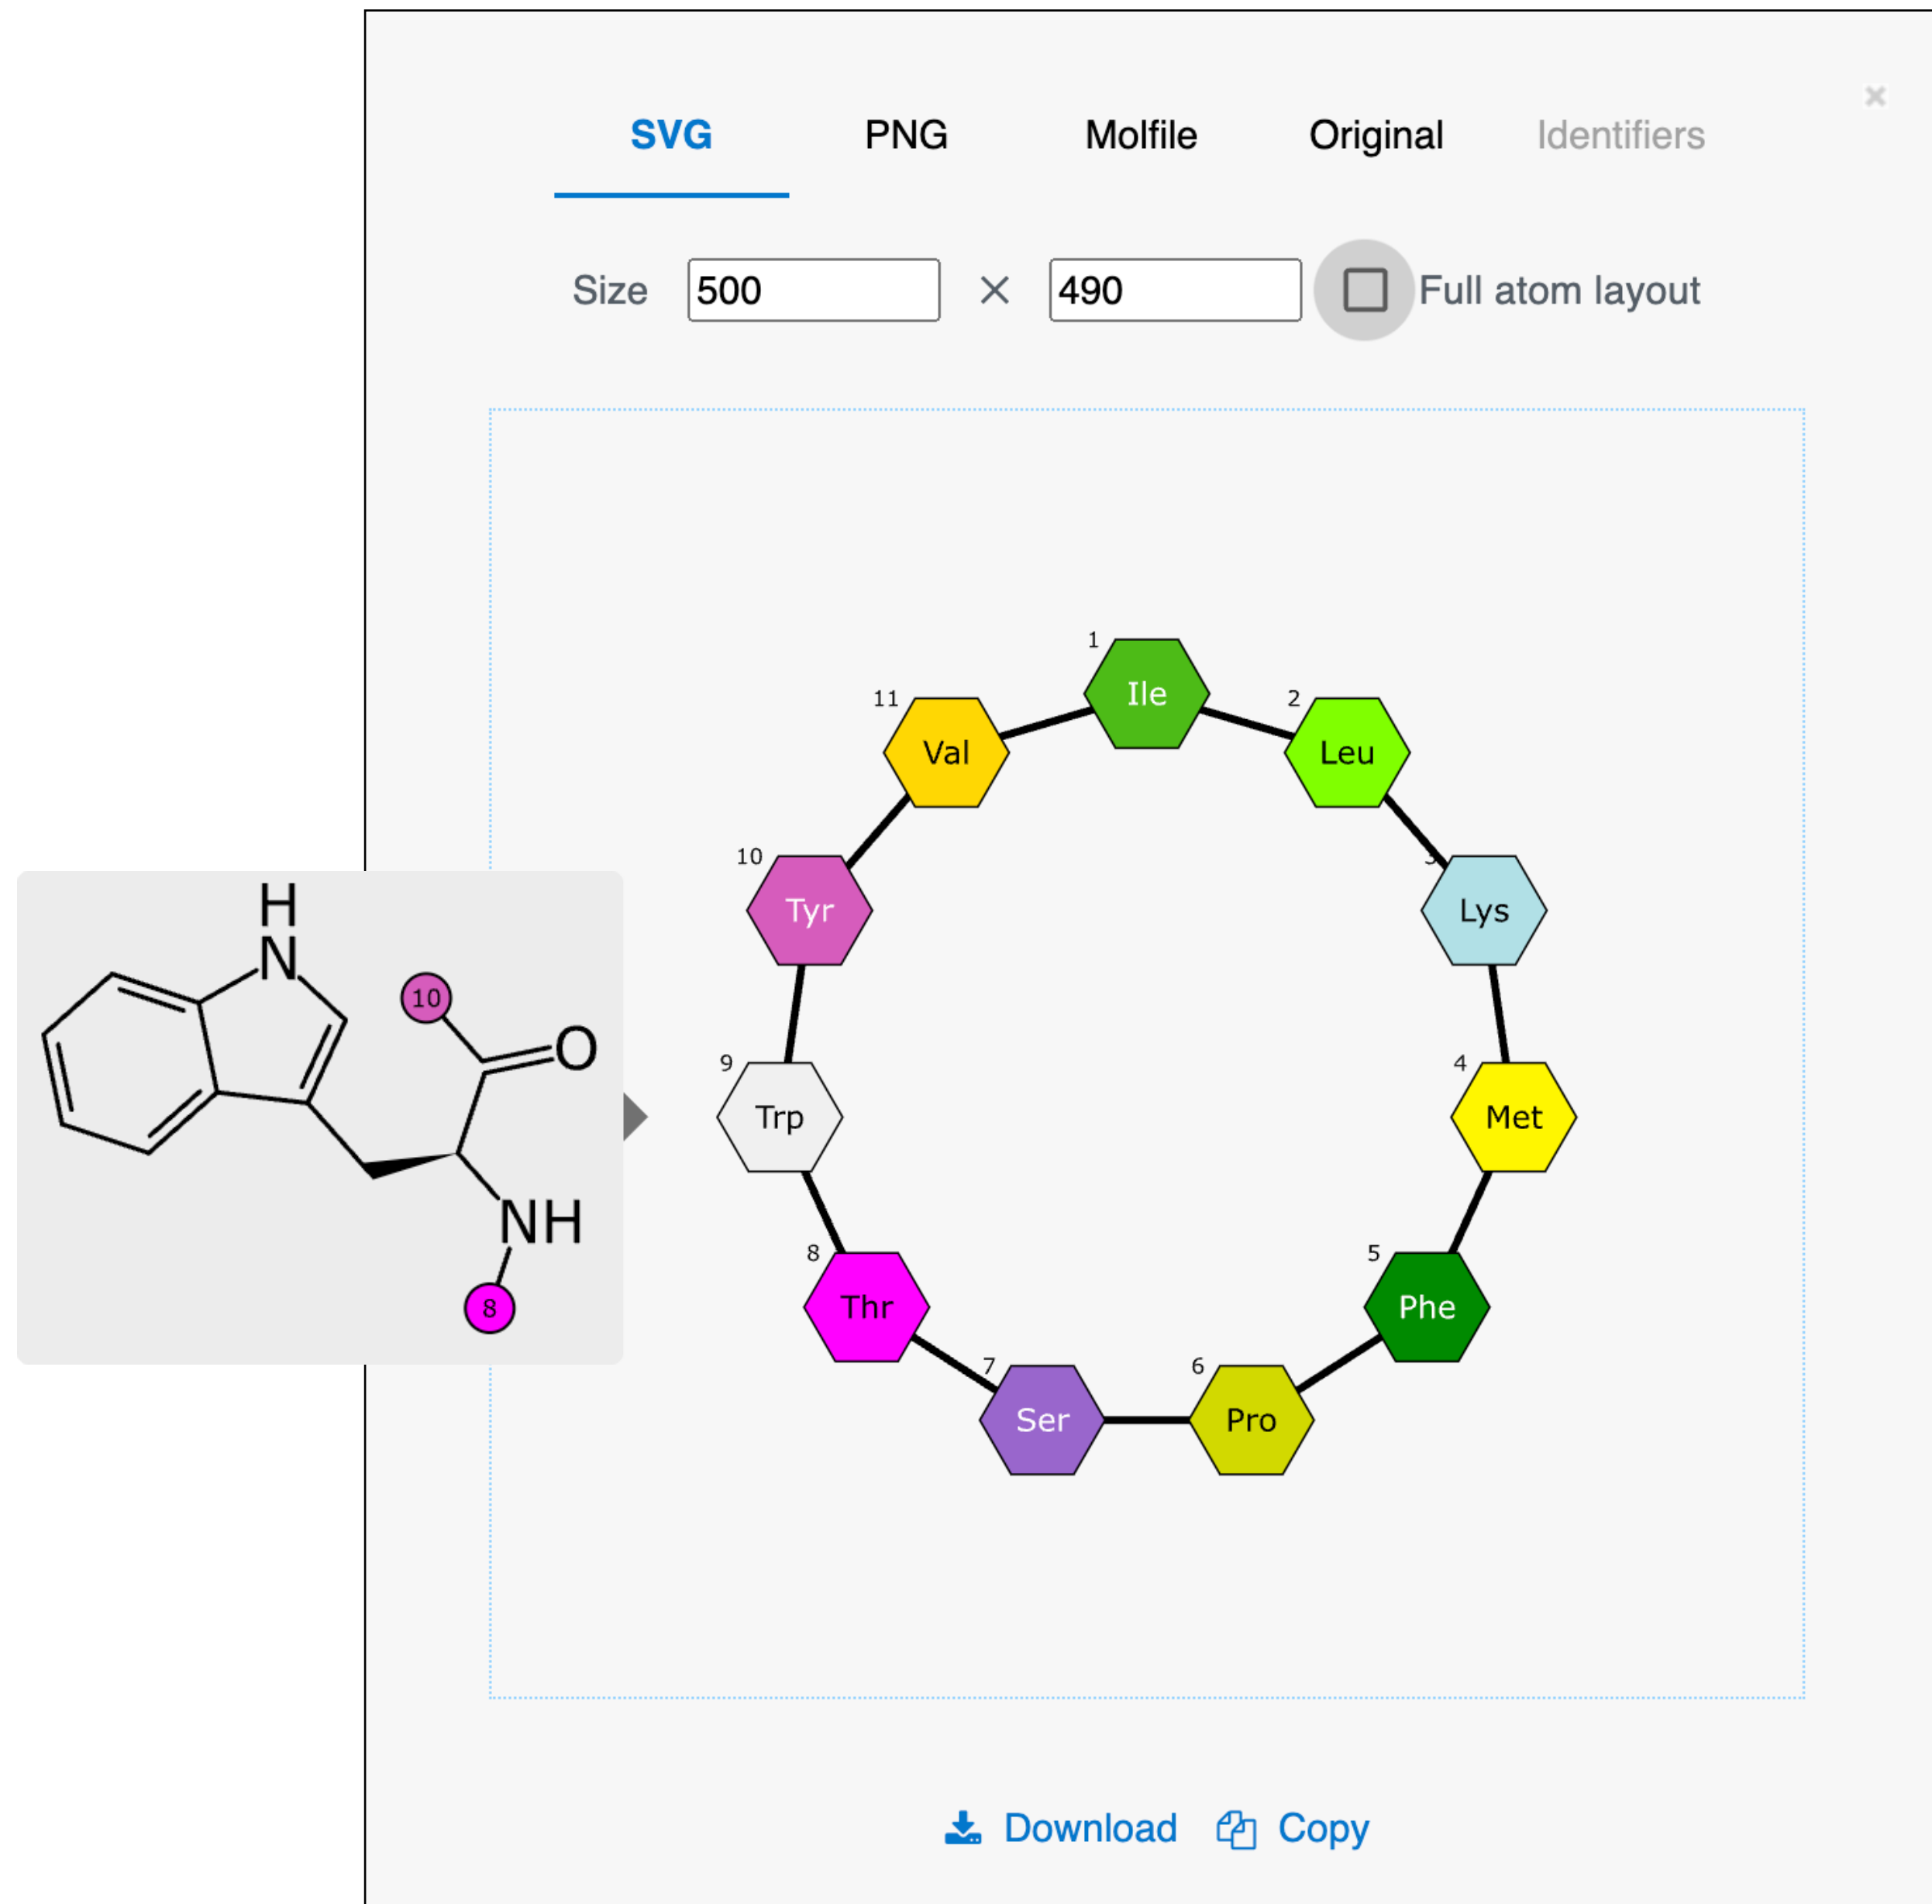 ×
SVG PNG Molfile Original Identifiers
Size 500 × 490 Full atom layout
1
Ile
11
Val
2
Leu
10
Tyr
3
Lys
H
N
10
O
NH
8
9
Trp
4
Met
8
Thr
5
Phe
7
Ser
6
Pro
Download Copy